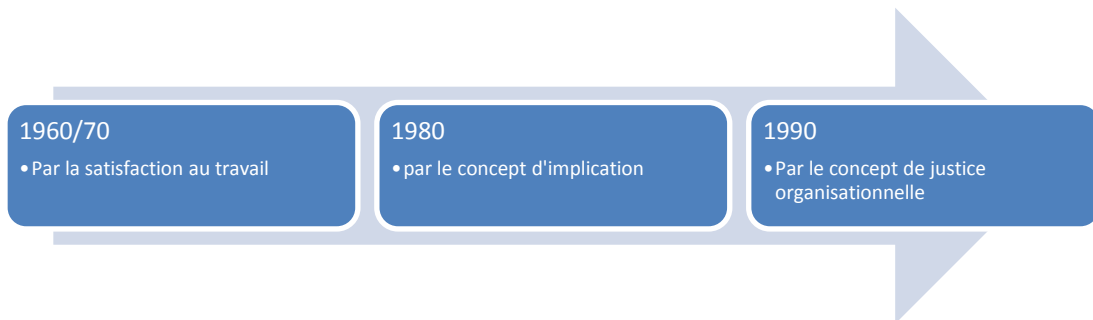 1960/70
•Par la satisfaction au travail
1980
•par le concept d'implication
1990
•Par le concept de justice
organisationnelle